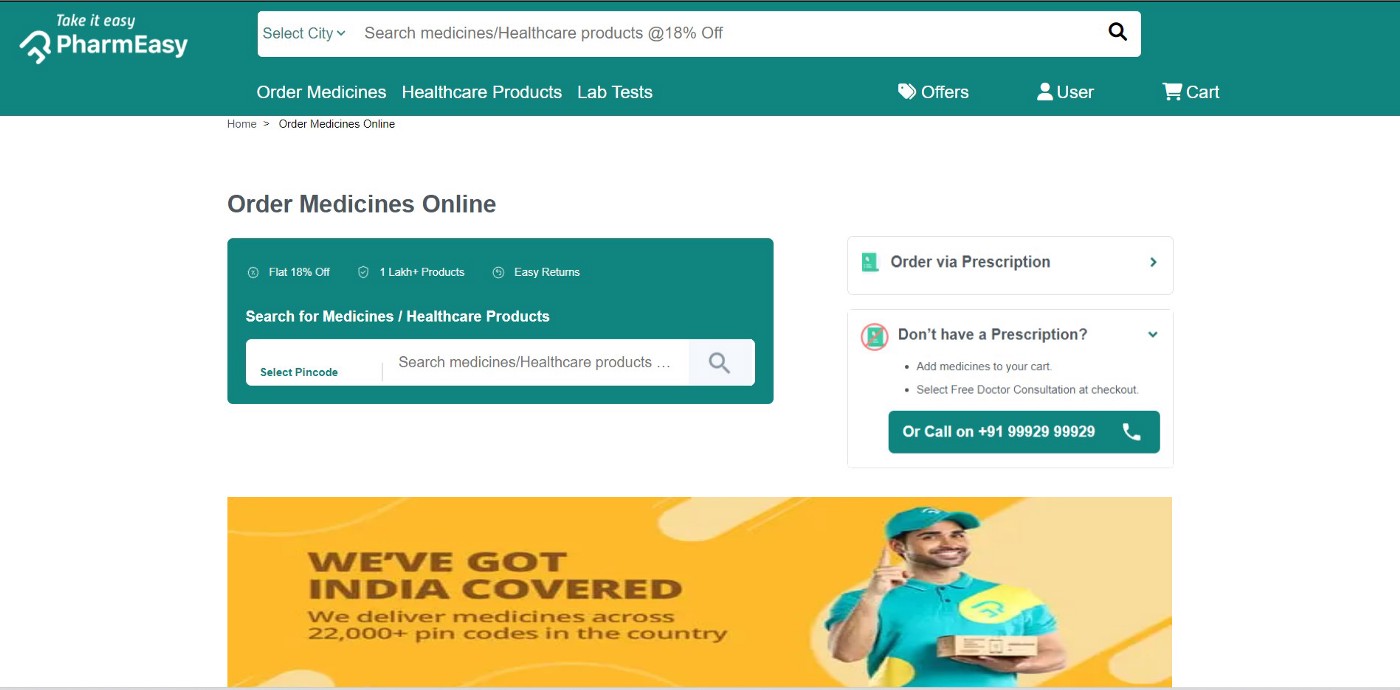 Take it easy
PharmEasy
Select City
Search medicines/Healthcare products @18% Off
Order Medicines Healthcare Products Lab Tests Offers User Cart
Home > Order Medicines Online
Order Medicines Online
Flat 18% Off 1 Lakh+ Products Easy Returns
Search for Medicines / Healthcare Products
Select Pincode
Search medicines/Healthcare products …
Order via Prescription
Don’t have a Prescription?
• Add medicines to your cart.
• Select Free Doctor Consultation at checkout.
Or Call on +91 99929 99929
WE’VE GOT
INDIA COVERED
We deliver medicines across
22,000+ pin codes in the country